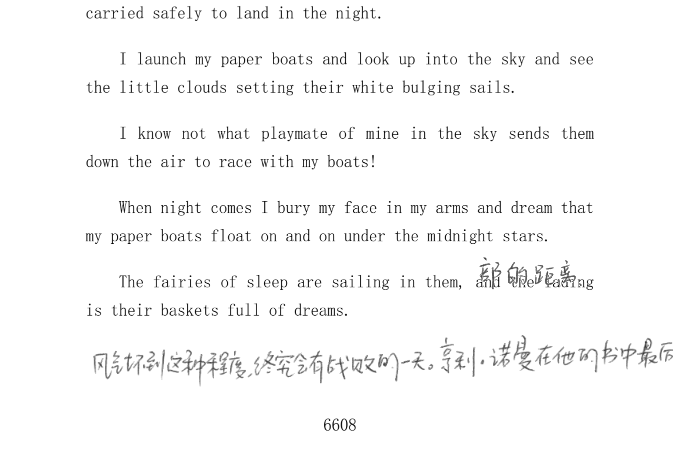 carried safely to land in the night.
I launch my paper boats and look up into the sky and see
the little clouds setting their white bulging sails.
I know not what playmate of mine in the sky sends them
down the air to race with my boats!
When night comes I bury my face in my arms and dream that
my paper boats float on and on under the midnight stars.
部的距离
The fairies of sleep are sailing in them, and the lading
is their baskets full of dreams.
风气坏到这种程度,终究会有战败的一天。亨利·诺曼在他的书中最后
6608